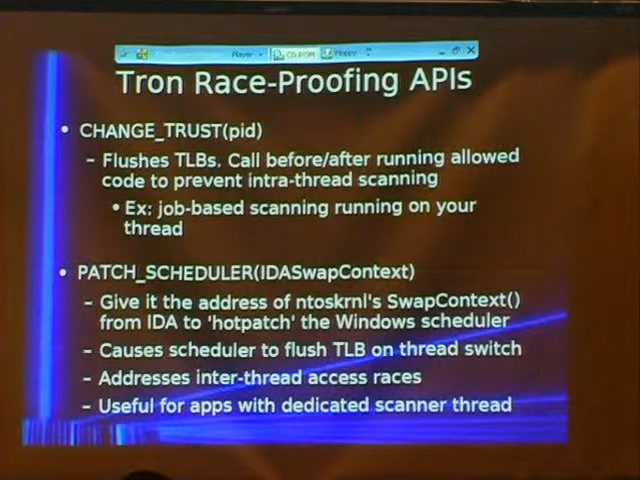 Player
CD-ROM
Floppy
Tron Race-Proofing APIs
• CHANGE_TRUST(pid)
– Flushes TLBs. Call before/after running allowed
code to prevent intra-thread scanning
• Ex: job-based scanning running on your
thread
• PATCH_SCHEDULER(IDASwapContext)
– Give it the address of ntoskrnl's SwapContext()
from IDA to 'hotpatch' the Windows scheduler
– Causes scheduler to flush TLB on thread switch
– Addresses inter-thread access races
– Useful for apps with dedicated scanner thread